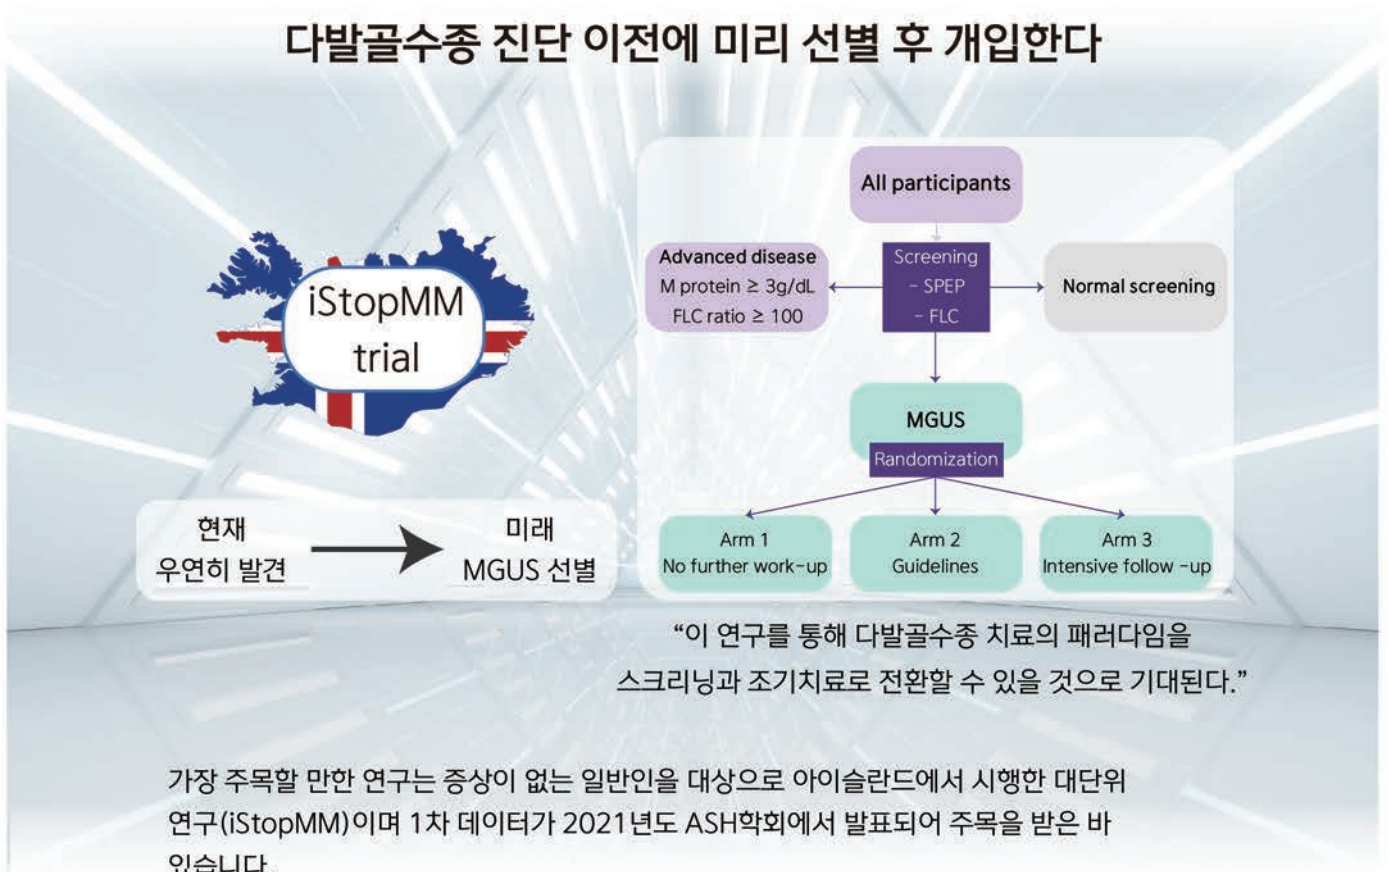 다발골수종 진단 이전에 미리 선별 후 개입한다
iStopMM
trial
현재
우연히 발견
미래
MGUS 선별
All participants
Advanced disease
M protein ≥ 3g/dL
FLC ratio ≥ 100
Screening
- SPEP
- FLC
Normal screening
MGUS
Randomization
Arm 1
No further work-up
Arm 2
Guidelines
Arm 3
Intensive follow -up
“이 연구를 통해 다발골수종 치료의 패러다임을
스크리닝과 조기치료로 전환할 수 있을 것으로 기대된다.”
가장 주목할 만한 연구는 증상이 없는 일반인을 대상으로 아이슬란드에서 시행한 대단위
연구(iStopMM)이며 1차 데이터가 2021년도 ASH학회에서 발표되어 주목을 받은 바
있습니다.